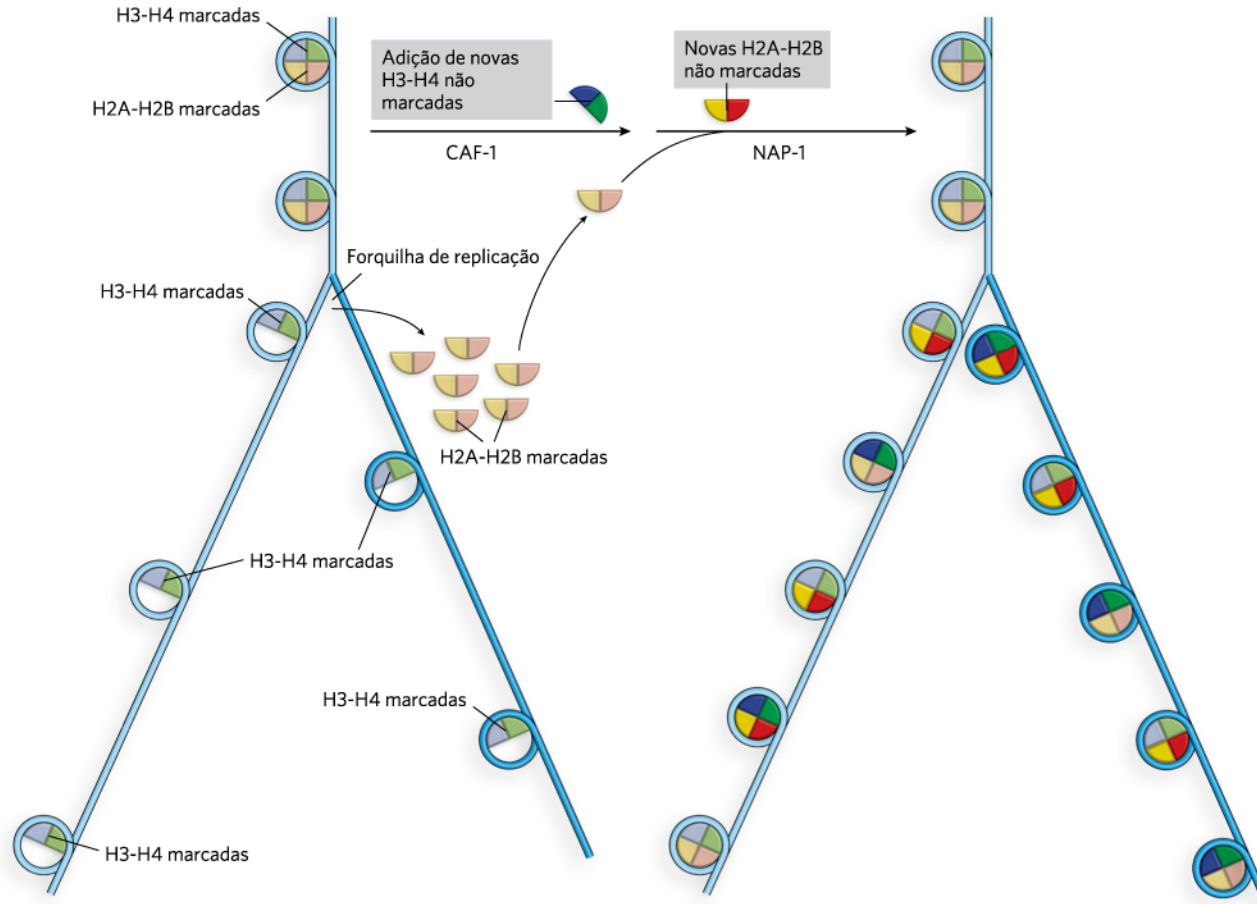 H3-H4 marcadas
H2A-H2B marcadas
Adição de novas
H3-H4 não
marcadas
CAF-1
Novas H2A-H2B
não marcadas
NAP-1
Forquilha de replicação
H3-H4 marcadas
H2A-H2B marcadas
H3-H4 marcadas
H3-H4 marcadas
H3-H4 marcadas